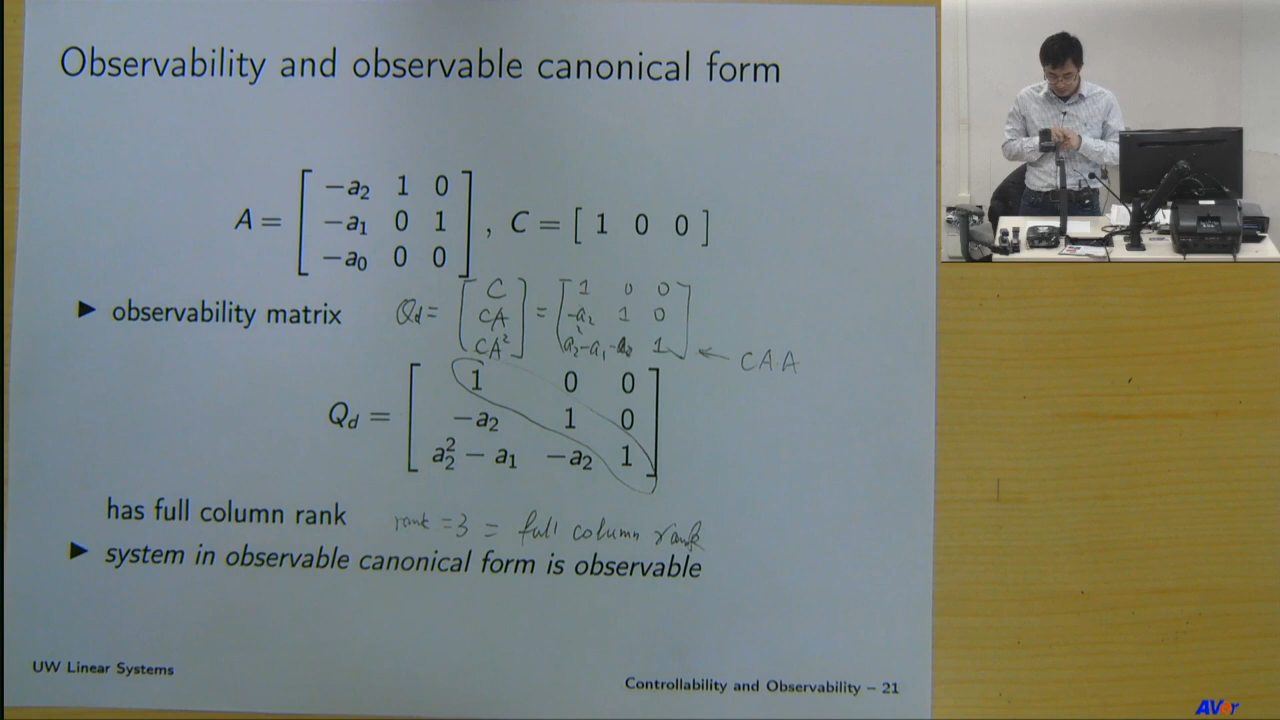 Observability and observable canonical form
A = [ −a₂ 1 0
−a₁ 0 1
−a₀ 0 0 ] , C = [ 1 0 0 ]
▶ observability matrix Qd = [ C
CA
CA² ] = [ 1 0 0
−a₂ 1 0
a₂²−a₁ −a₂ 1 ] ← CA·A
Qd = [ 1 0 0
−a₂ 1 0
a₂² − a₁ −a₂ 1 ]
has full column rank rank = 3 = full column rank
▶ system in observable canonical form is observable
UW Linear Systems
Controllability and Observability – 21
AVer